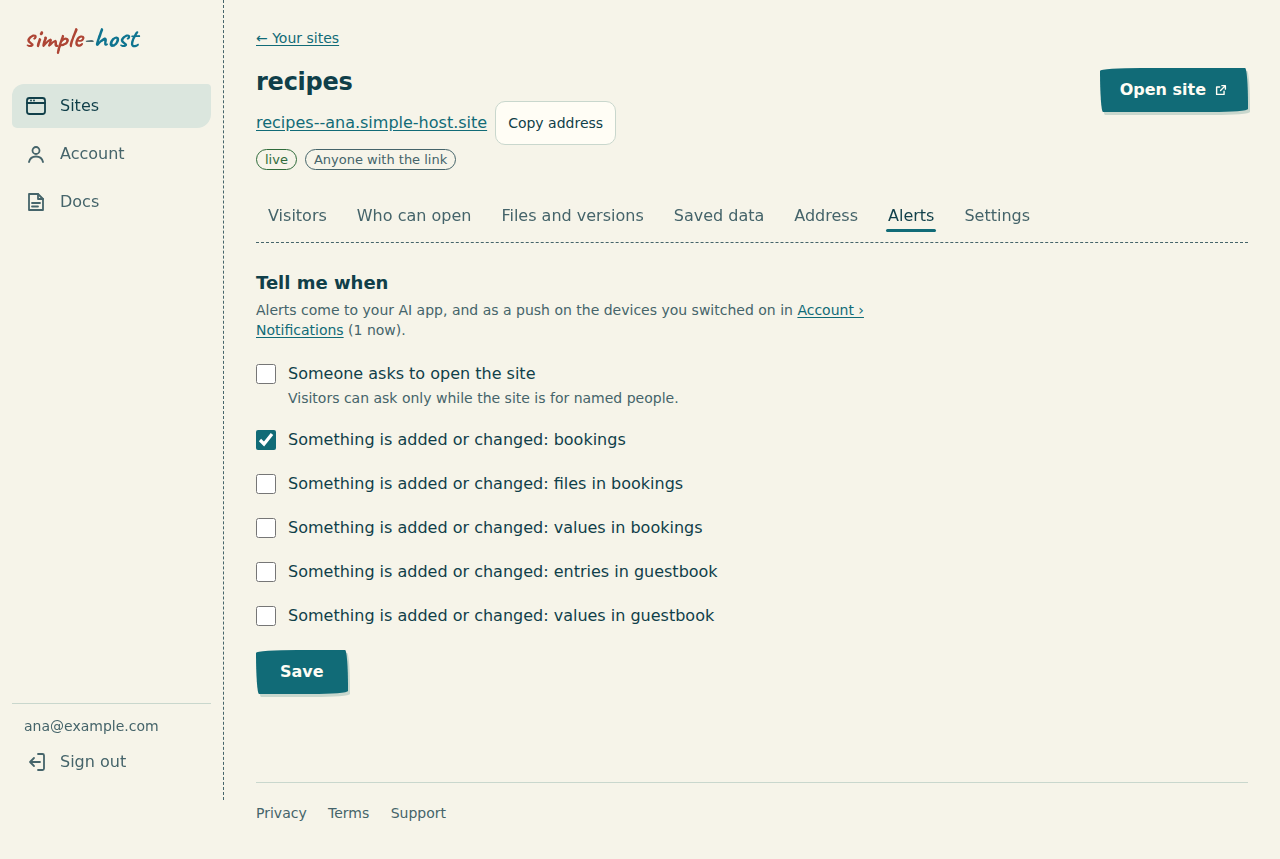 simple-host
Sites
Account
Docs
ana@example.com
Sign out
← Your sites
recipes
Open site
recipes--ana.simple-host.site
Copy address
live
Anyone with the link
Visitors
Who can open
Files and versions
Saved data
Address
Alerts
Settings
Tell me when
Alerts come to your AI app, and as a push on the devices you switched on in Account ›
Notifications (1 now).
Someone asks to open the site
Visitors can ask only while the site is for named people.
Something is added or changed: bookings
Something is added or changed: files in bookings
Something is added or changed: values in bookings
Something is added or changed: entries in guestbook
Something is added or changed: values in guestbook
Save
Privacy
Terms
Support